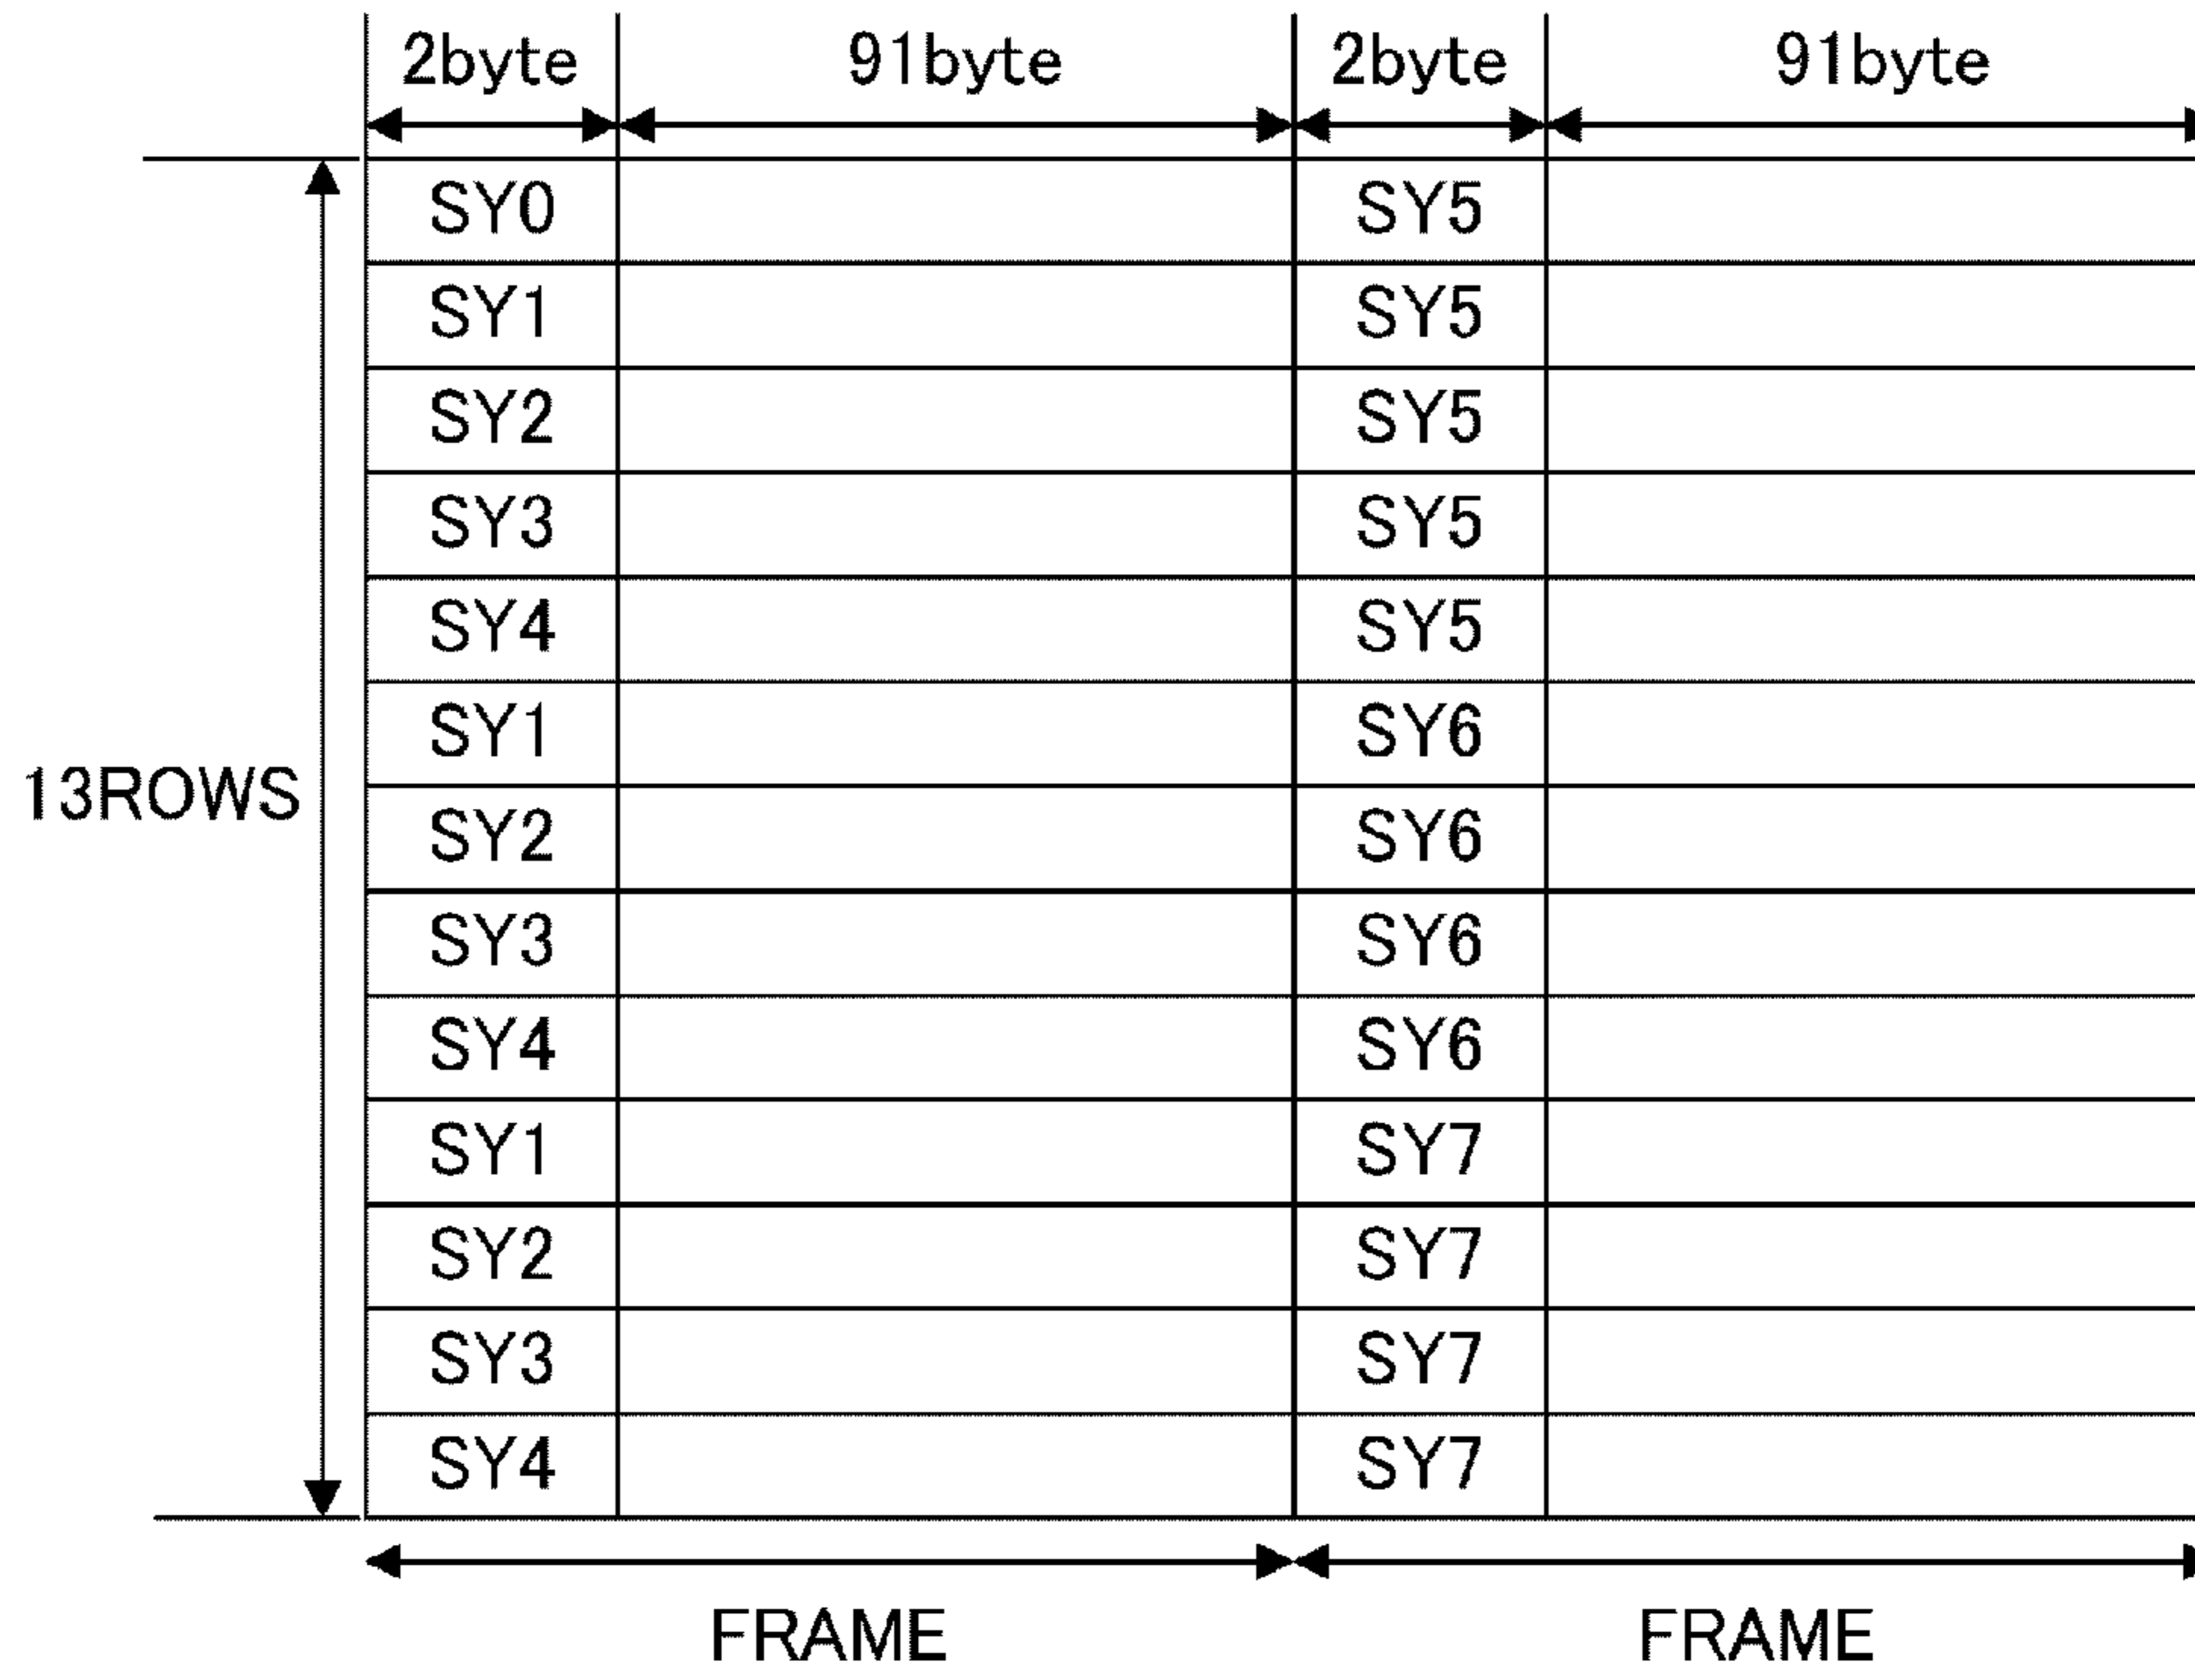 2byte 91byte 2byte 91byte
SY0 SY5
SY1 SY5
SY2 SY5
SY3 SY5
SY4 SY5
SY1 SY6
13ROWS
SY2 SY6
SY3 SY6
SY4 SY6
SY1 SY7
SY2 SY7
SY3 SY7
SY4 SY7
FRAME FRAME